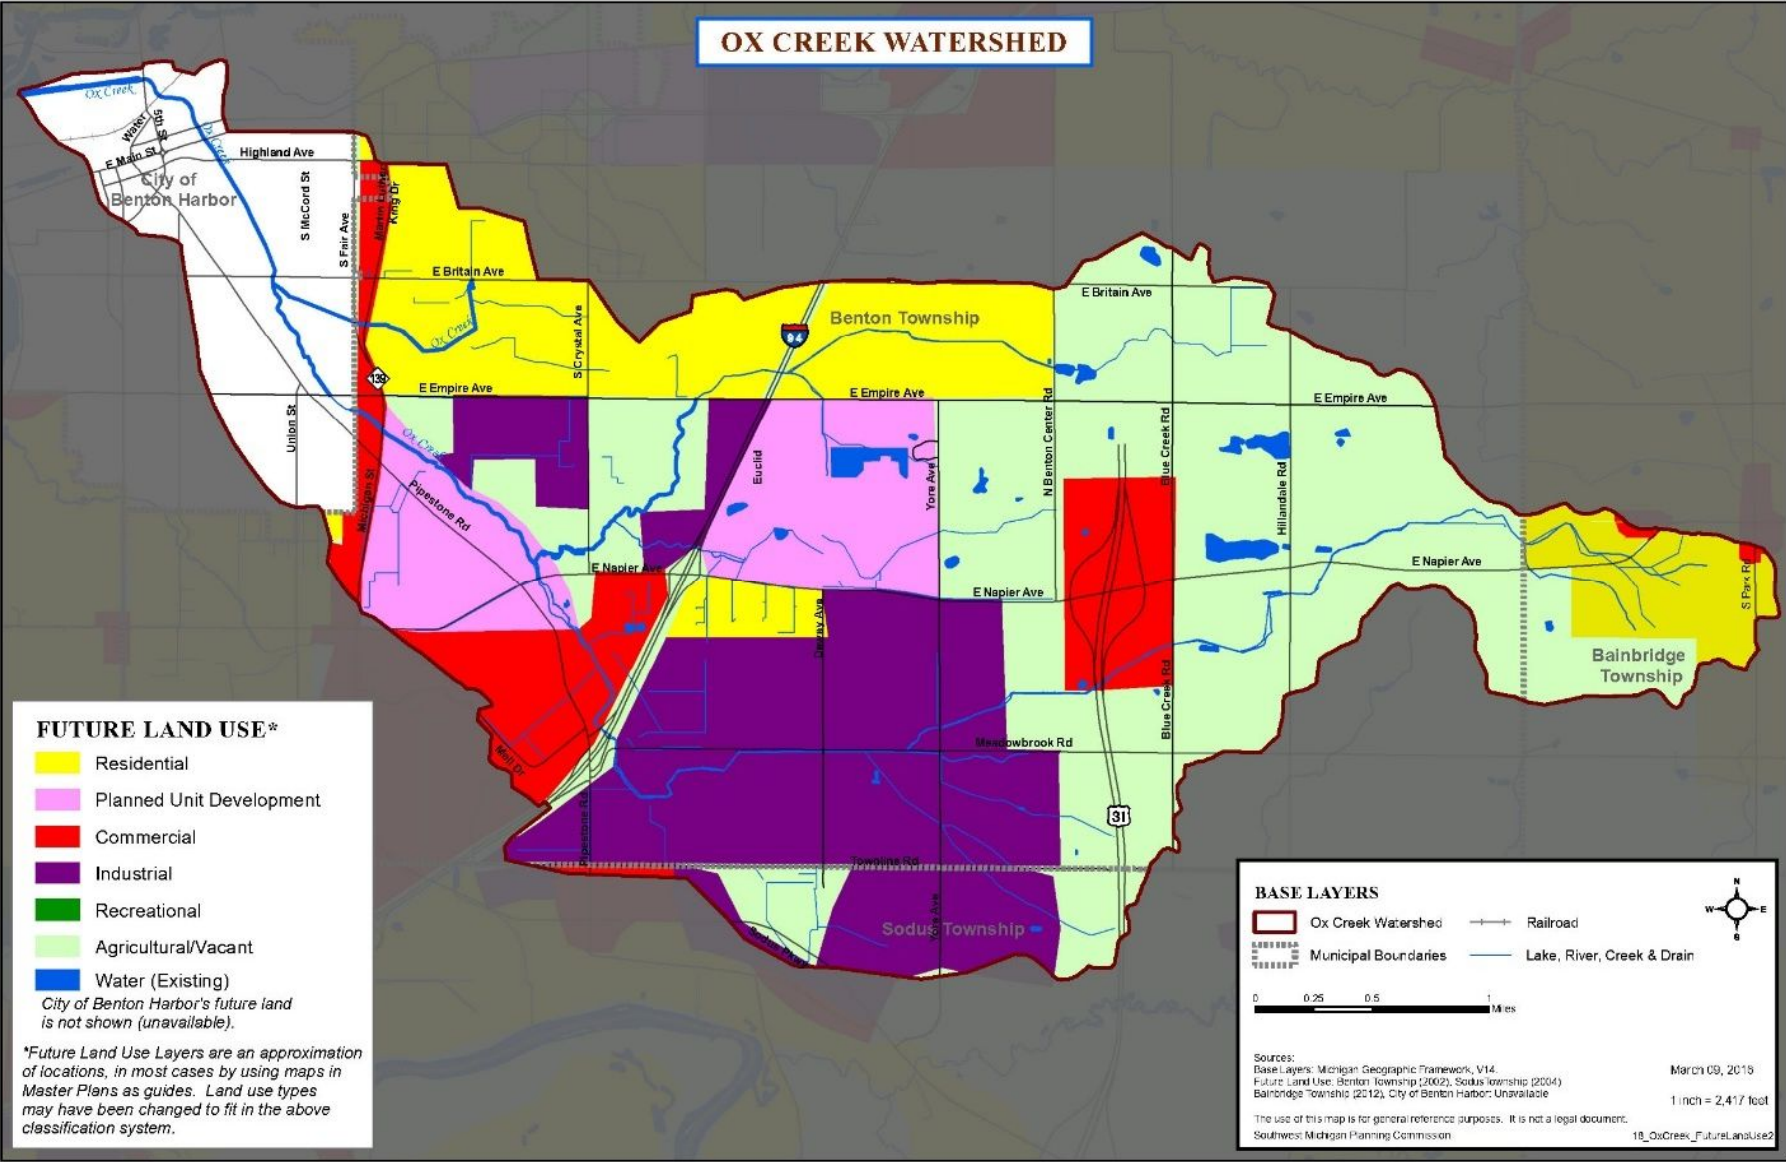 OX CREEK WATERSHED
Ox Creek
Water
5th St
Ox Creek
E Main St
Highland Ave
City of
Benton Harbor
S McCord St
S Fair Ave
King Dr
E Britain Ave
E Britain Ave
Ox Creek
S Crystal Ave
94
Benton Township
139
E Empire Ave
E Empire Ave
E Empire Ave
Union St
Ox Creek
Michigan St
Pipestone Rd
Euclid
Yore Ave
N Benton Center Rd
Blue Creek Rd
Hillandale Rd
E Napier Ave
E Napier Ave
E Napier Ave
S Park Rd
Bainbridge
Township
Blue Creek Rd
Meadowbrook Rd
Mall Dr
Pipestone Rd
31
Townline Rd
Yore Ave
Sodus Township
Sodus Pkwy
FUTURE LAND USE*
Residential
Planned Unit Development
Commercial
Industrial
Recreational
Agricultural/Vacant
Water (Existing)
City of Benton Harbor's future land
is not shown (unavailable).
*Future Land Use Layers are an approximation
of locations, in most cases by using maps in
Master Plans as guides. Land use types
may have been changed to fit in the above
classification system.
BASE LAYERS
Ox Creek Watershed
Railroad
Municipal Boundaries
Lake, River, Creek & Drain
N
W E
S
0 0.25 0.5 1
Miles
Sources:
Base Layers: Michigan Geographic Framework, V14.
Future Land Use: Benton Township (2002), Sodus Township (2004)
Bainbridge Township (2012), City of Benton Harbor: Unavailable
March 09, 2016
1 inch = 2,417 feet
The use of this map is for general reference purposes. It is not a legal document.
Southwest Michigan Planning Commission
18_OxCreek_FutureLandUse2